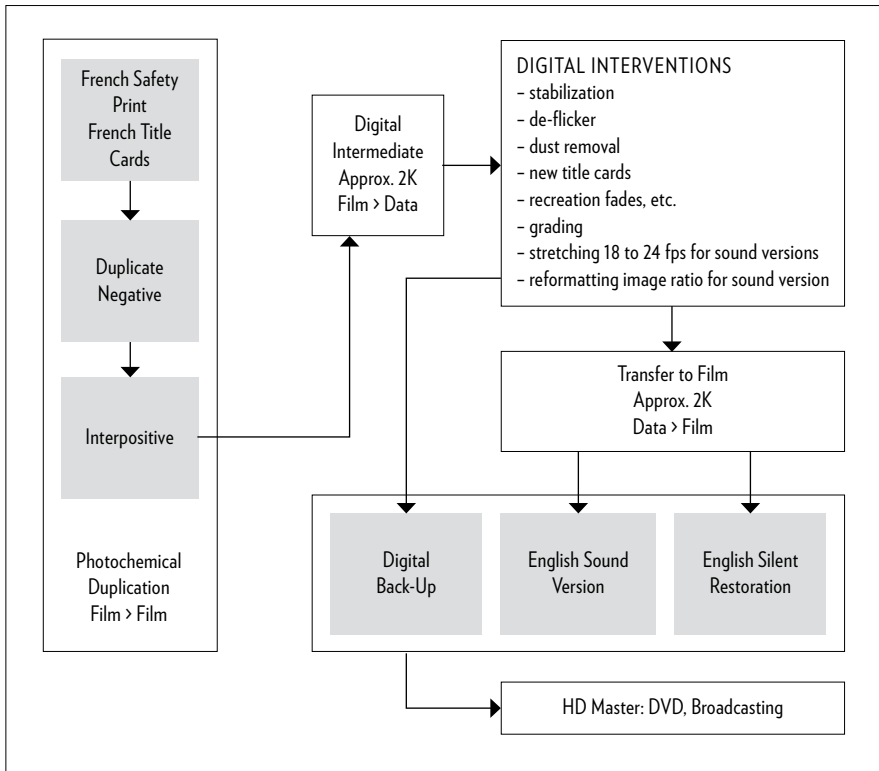 French Safety
Print
French Title
Cards
Duplicate
Negative
Interpositive
Photochemical
Duplication
Film > Film
Digital
Intermediate
Approx. 2K
Film > Data
DIGITAL INTERVENTIONS
– stabilization
– de-flicker
– dust removal
– new title cards
– recreation fades, etc.
– grading
– stretching 18 to 24 fps for sound versions
– reformatting image ratio for sound version
Transfer to Film
Approx. 2K
Data > Film
Digital
Back-Up
English Sound
Version
English Silent
Restoration
HD Master: DVD, Broadcasting